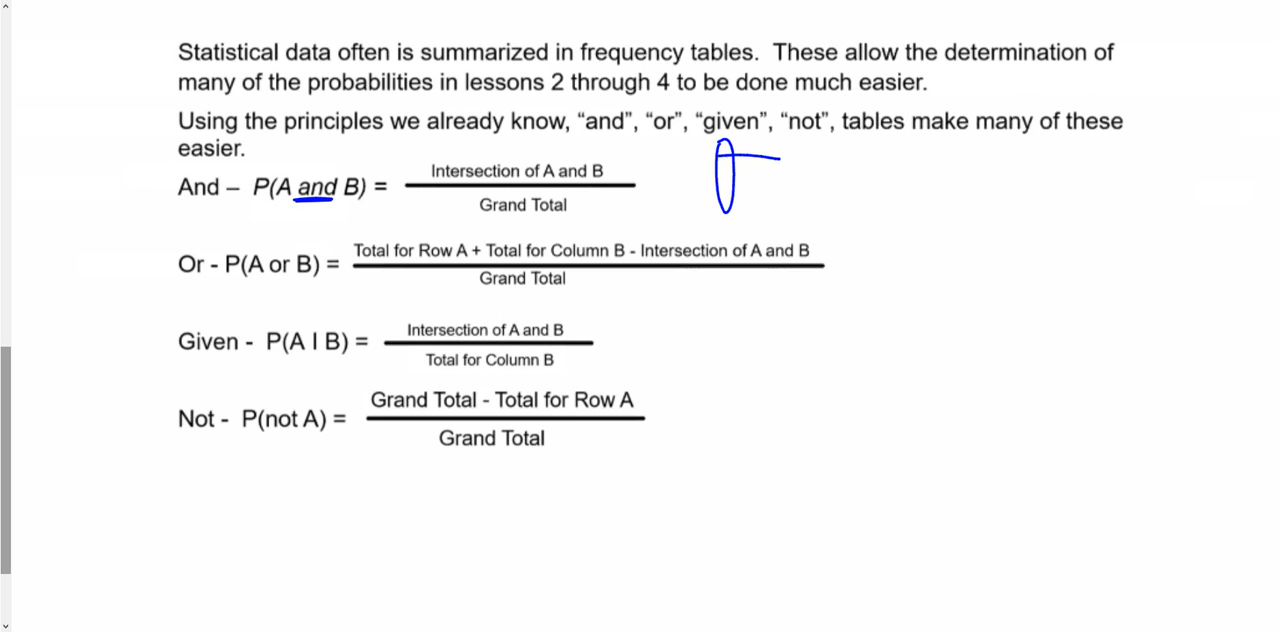 Statistical data often is summarized in frequency tables. These allow the determination of
many of the probabilities in lessons 2 through 4 to be done much easier.
Using the principles we already know, “and”, “or”, “given”, “not”, tables make many of these
easier.
And – P(A and B) = Intersection of A and B
Grand Total
Or - P(A or B) = Total for Row A + Total for Column B - Intersection of A and B
Grand Total
Given - P(A I B) = Intersection of A and B
Total for Column B
Not - P(not A) = Grand Total - Total for Row A
Grand Total